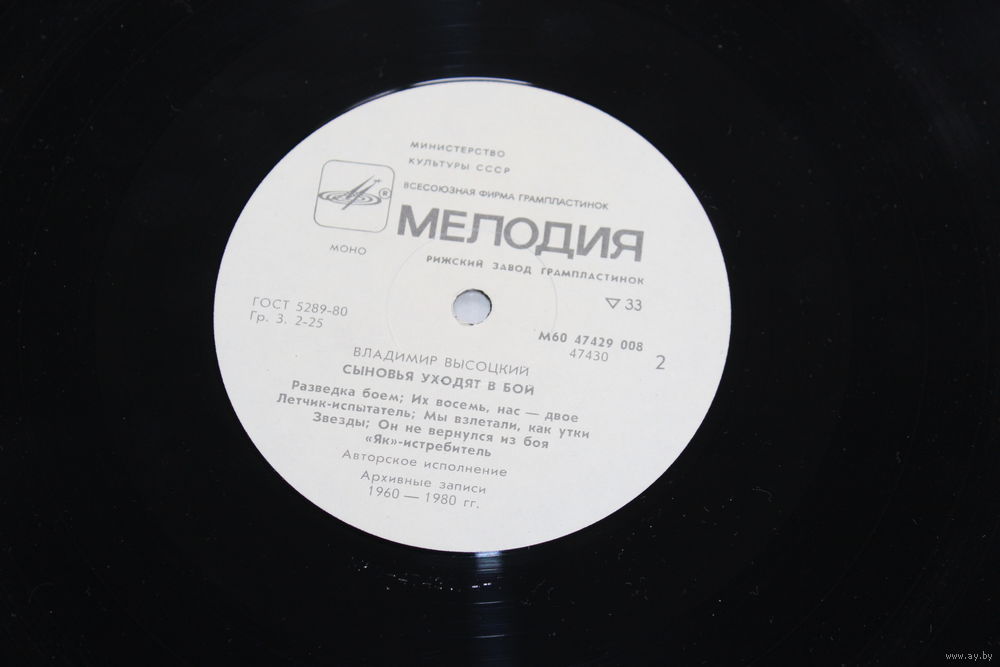 МИНИСТЕРСТВО
КУЛЬТУРЫ СССР
ВСЕСОЮЗНАЯ ФИРМА ГРАМПЛАСТИНОК
®
МЕЛОДИЯ
МОНО
РИЖСКИЙ ЗАВОД ГРАМПЛАСТИНОК
33
ГОСТ 5289-80
Гр. 3. 2-25
М60 47429 008
47430
2
ВЛАДИМИР ВЫСОЦКИЙ
СЫНОВЬЯ УХОДЯТ В БОЙ
Разведка боем; Их восемь, нас — двое
Летчик-испытатель; Мы взлетали, как утки
Звезды; Он не вернулся из боя
«Як»-истребитель
Авторское исполнение
Архивные записи
1960 — 1980 гг.
www.ay.by